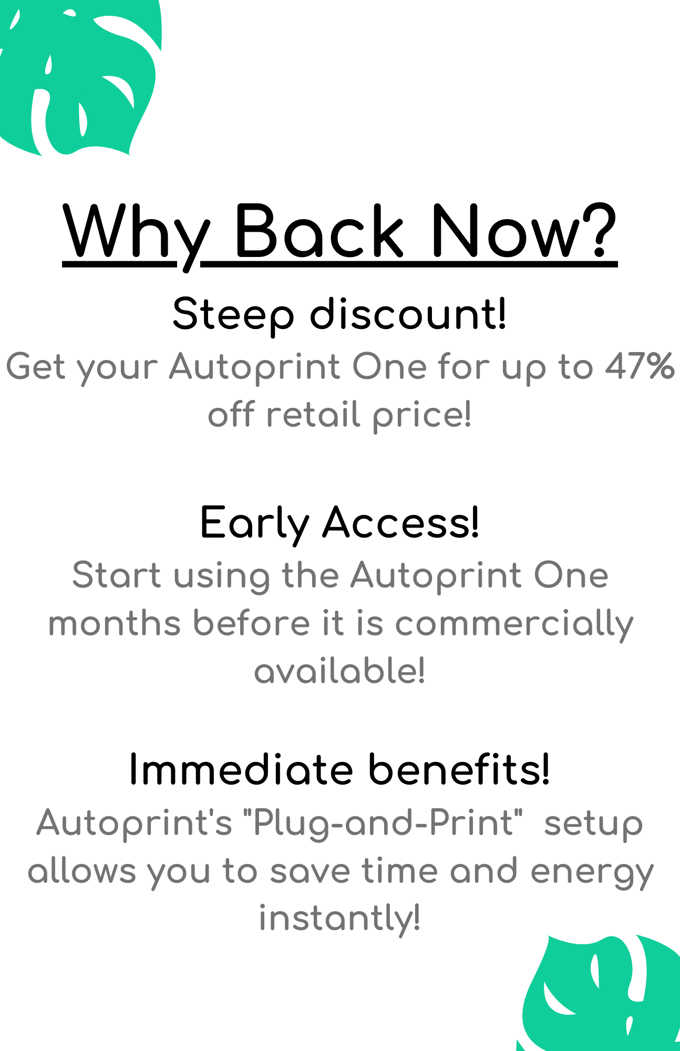 Why Back Now?
Steep discount!
Get your Autoprint One for up to 47%
off retail price!
Early Access!
Start using the Autoprint One
months before it is commercially
available!
Immediate benefits!
Autoprint's "Plug-and-Print"  setup
allows you to save time and energy
instantly!